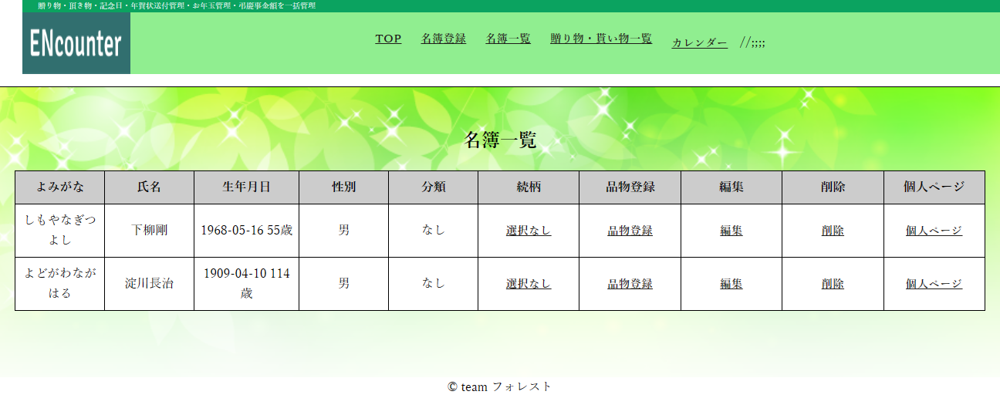 贈り物・頂き物・記念日・年賀状送付管理・お年玉管理・弔慶事金額を一括管理
ENcounter
TOP 名簿登録 名簿一覧 贈り物・貰い物一覧 カレンダー //;;;;
名簿一覧
よみがな 氏名 生年月日 性別 分類 続柄 品物登録 編集 削除 個人ページ
しもやなぎつ
よし 下柳剛 1968-05-16 55歳 男 なし 選択なし 品物登録 編集 削除 個人ページ
よどがわなが
はる 淀川長治 1909-04-10 114
歳 男 なし 選択なし 品物登録 編集 削除 個人ページ
© team フォレスト